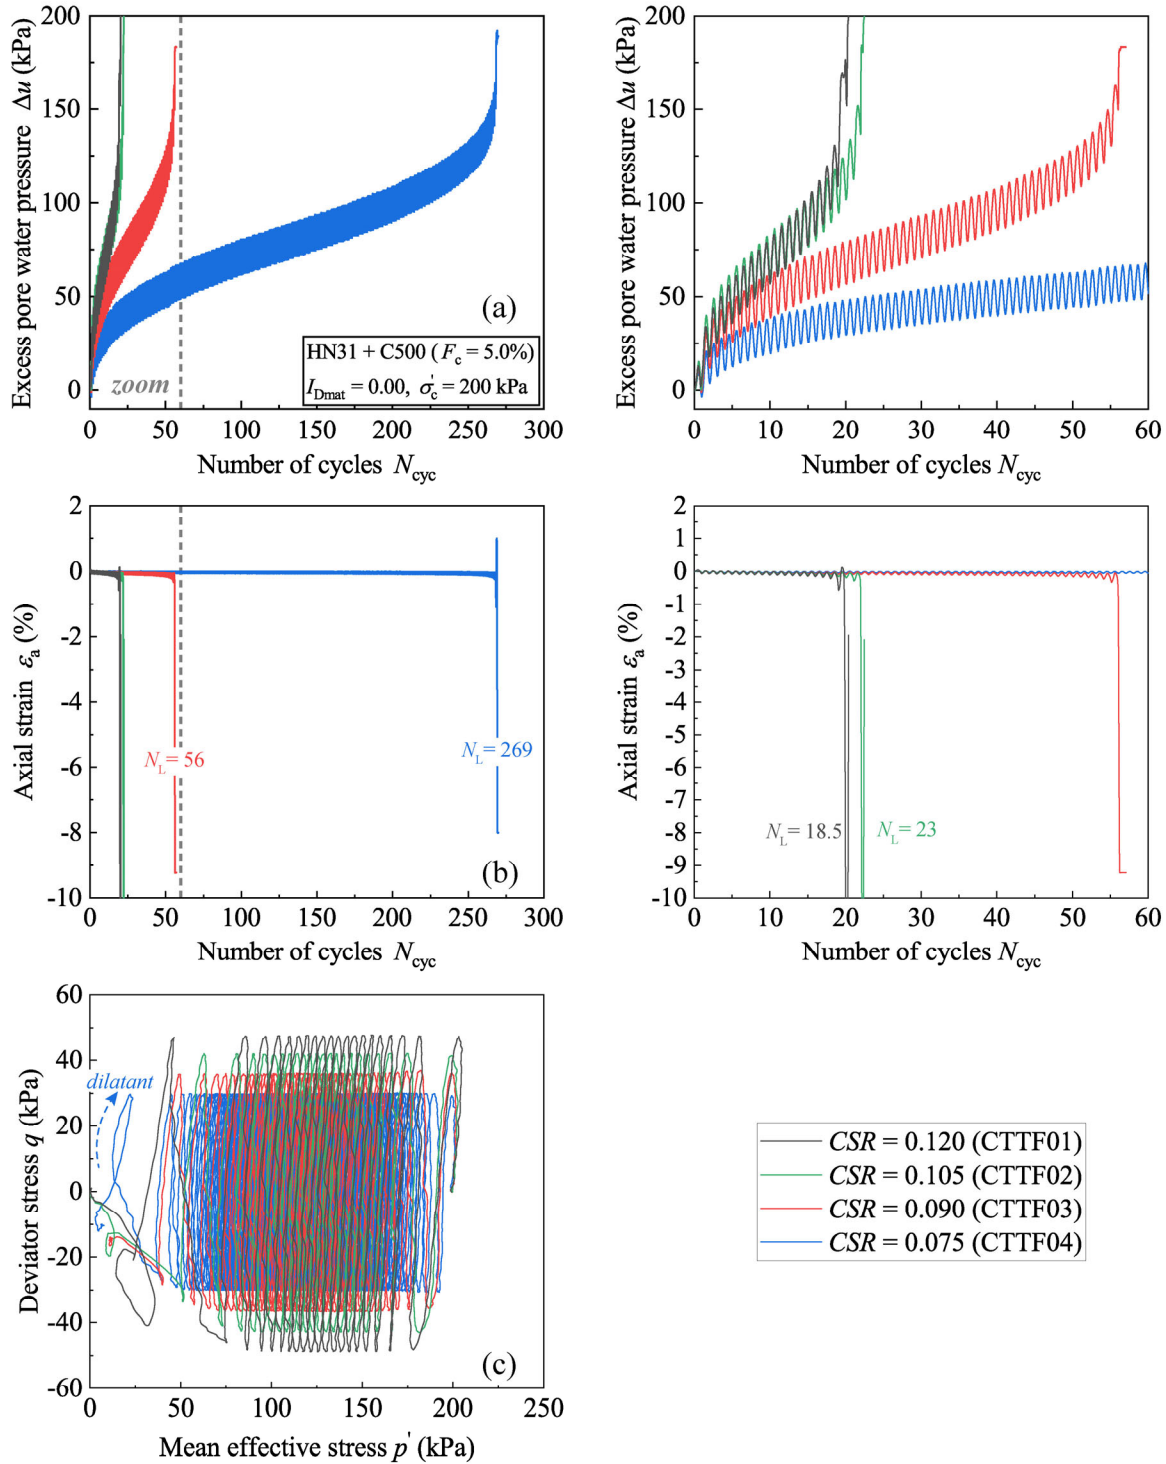 200
150
100
50
0
Excess pore water pressure Δu (kPa)
(a)
HN31 + C500 (Fc = 5.0%)
IDmat = 0.00, σ'c = 200 kPa
zoom
0 50 100 150 200 250 300
Number of cycles Ncyc
200
150
100
50
0
Excess pore water pressure Δu (kPa)
0 10 20 30 40 50 60
Number of cycles Ncyc
2
0
-2
-4
-6
-8
-10
Axial strain εa (%)
NL = 56
NL = 269
(b)
0 50 100 150 200 250 300
Number of cycles Ncyc
2
1
0
-1
-2
-3
-4
-5
-6
-7
-8
-9
-10
Axial strain εa (%)
NL = 18.5
NL = 23
0 10 20 30 40 50 60
Number of cycles Ncyc
60
40
20
0
-20
-40
-60
Deviator stress q (kPa)
dilatant
(c)
0 50 100 150 200 250
Mean effective stress p' (kPa)
CSR = 0.120 (CTTF01)
CSR = 0.105 (CTTF02)
CSR = 0.090 (CTTF03)
CSR = 0.075 (CTTF04)